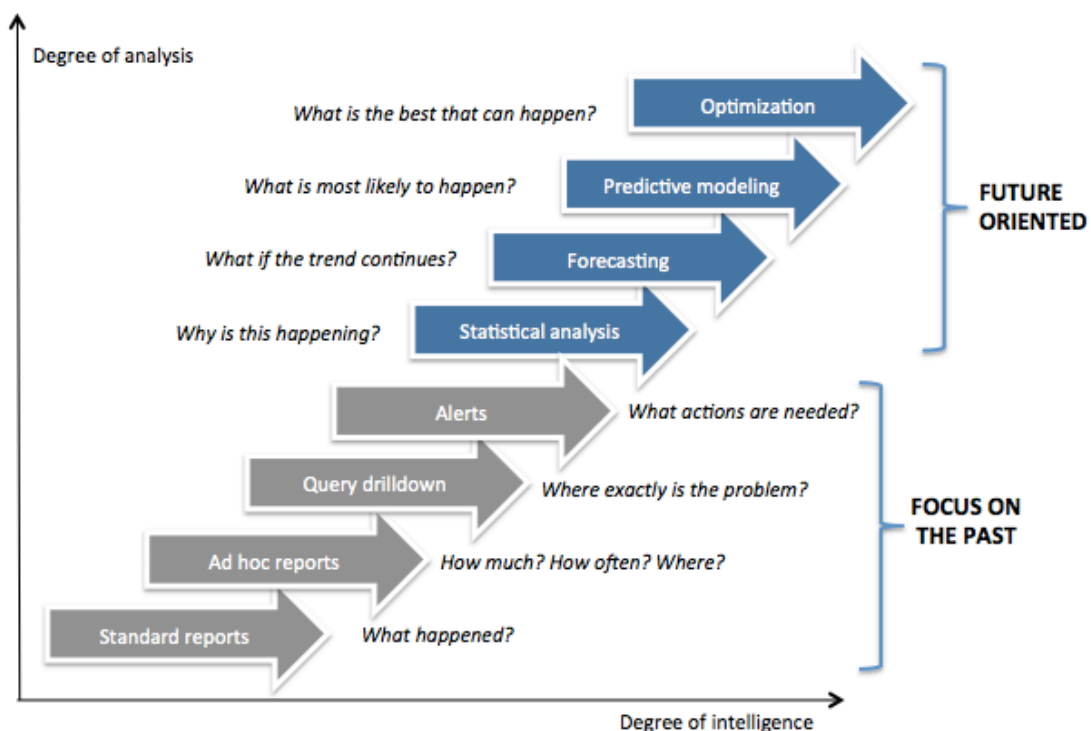 Degree of analysis
What is the best that can happen?
Optimization
What is most likely to happen?
Predictive modeling
FUTURE
ORIENTED
What if the trend continues?
Forecasting
Why is this happening?
Statistical analysis
Alerts
What actions are needed?
Query drilldown
Where exactly is the problem?
FOCUS ON
THE PAST
Ad hoc reports
How much? How often? Where?
Standard reports
What happened?
Degree of intelligence